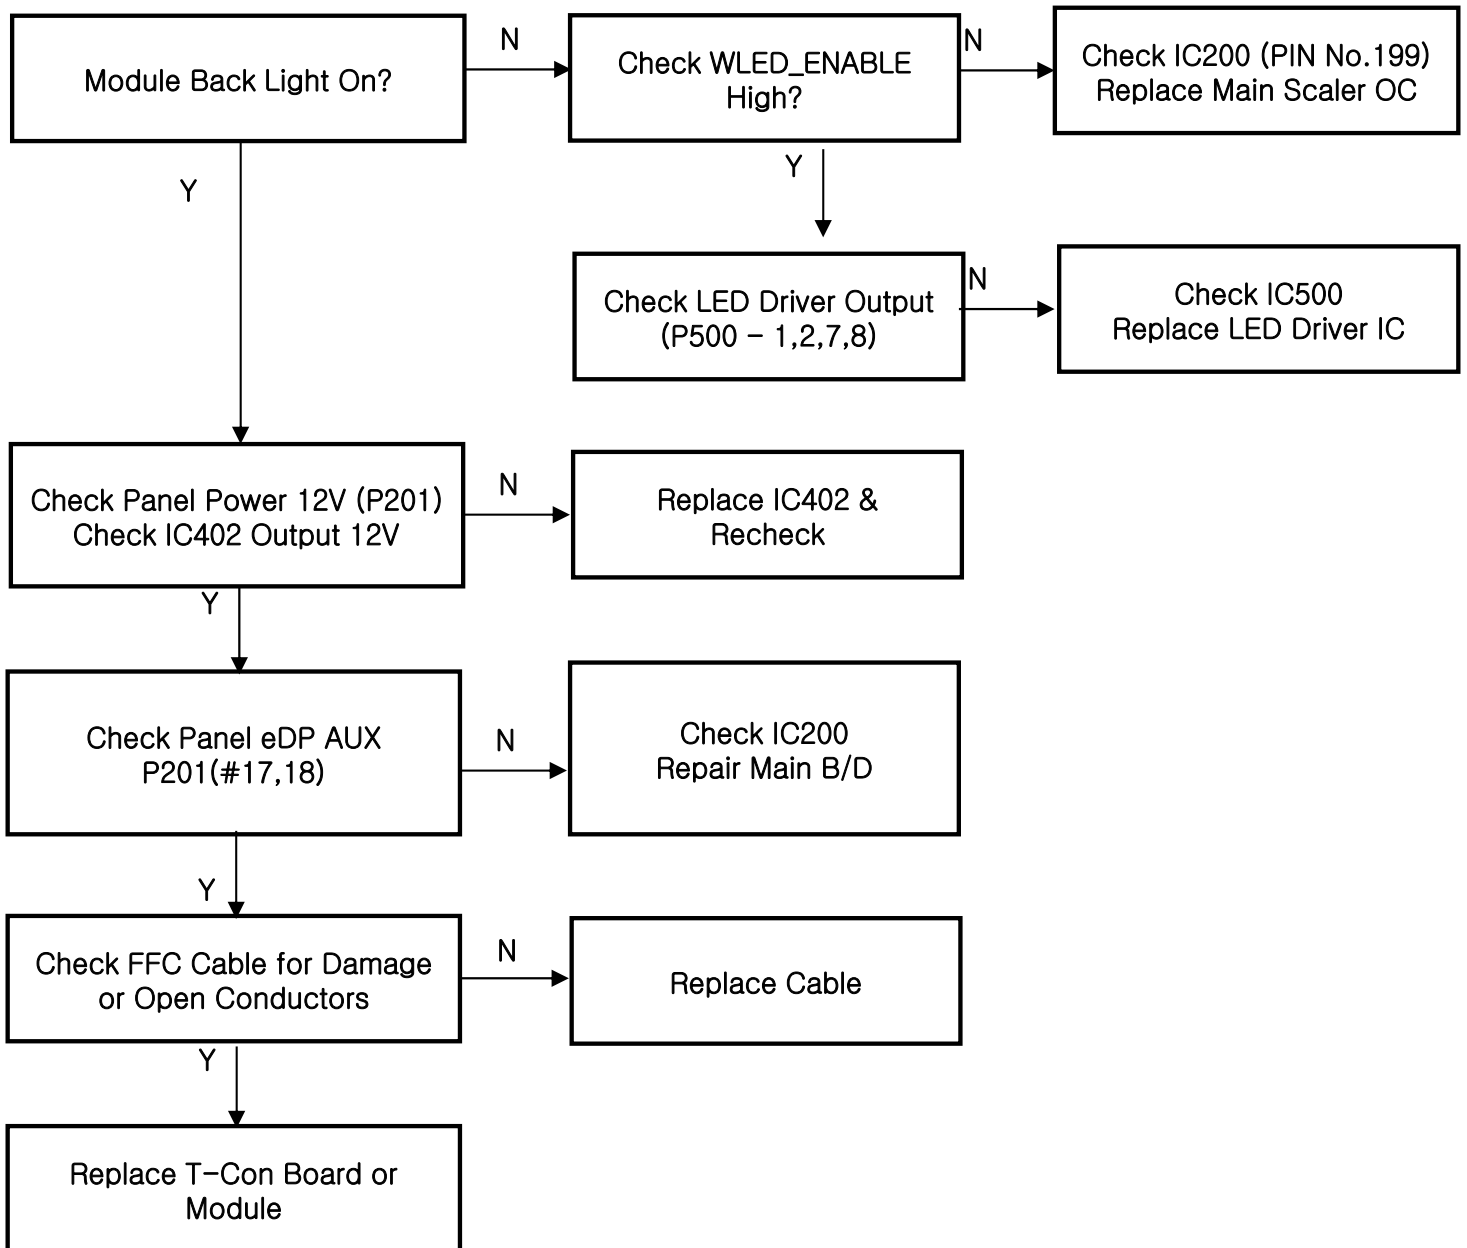 Module Back Light On?
N
Check WLED_ENABLE
High?
N
Check IC200 (PIN No.199)
Replace Main Scaler OC
Y
Y
Check LED Driver Output
(P500 - 1,2,7,8)
N
Check IC500
Replace LED Driver IC
Check Panel Power 12V (P201)
Check IC402 Output 12V
N
Replace IC402 &
Recheck
Y
Check Panel eDP AUX
P201(#17,18)
N
Check IC200
Repair Main B/D
Y
Check FFC Cable for Damage
or Open Conductors
N
Replace Cable
Y
Replace T-Con Board or
Module